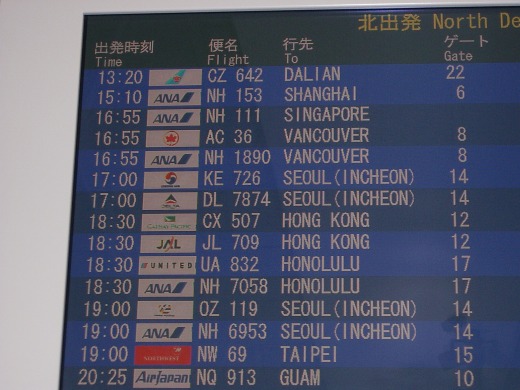 北出発 North De
出発時刻 便名 行先 ゲート
Time Flight To Gate
13:20 CZ 642 DALIAN 22
15:10 ANA NH 153 SHANGHAI 6
16:55 ANA NH 111 SINGAPORE
16:55 AC 36 VANCOUVER 8
16:55 ANA NH 1890 VANCOUVER 8
17:00 KE 726 SEOUL(INCHEON) 14
17:00 DL 7874 SEOUL(INCHEON) 14
18:30 CX 507 HONG KONG 12
18:30 JAL JL 709 HONG KONG 12
18:30 UNITED UA 832 HONOLULU 17
18:30 ANA NH 7058 HONOLULU 17
19:00 OZ 119 SEOUL(INCHEON) 14
19:00 ANA NH 6953 SEOUL(INCHEON) 14
19:00 NORTHWEST NW 69 TAIPEI 15
20:25 AirJapan NQ 913 GUAM 10